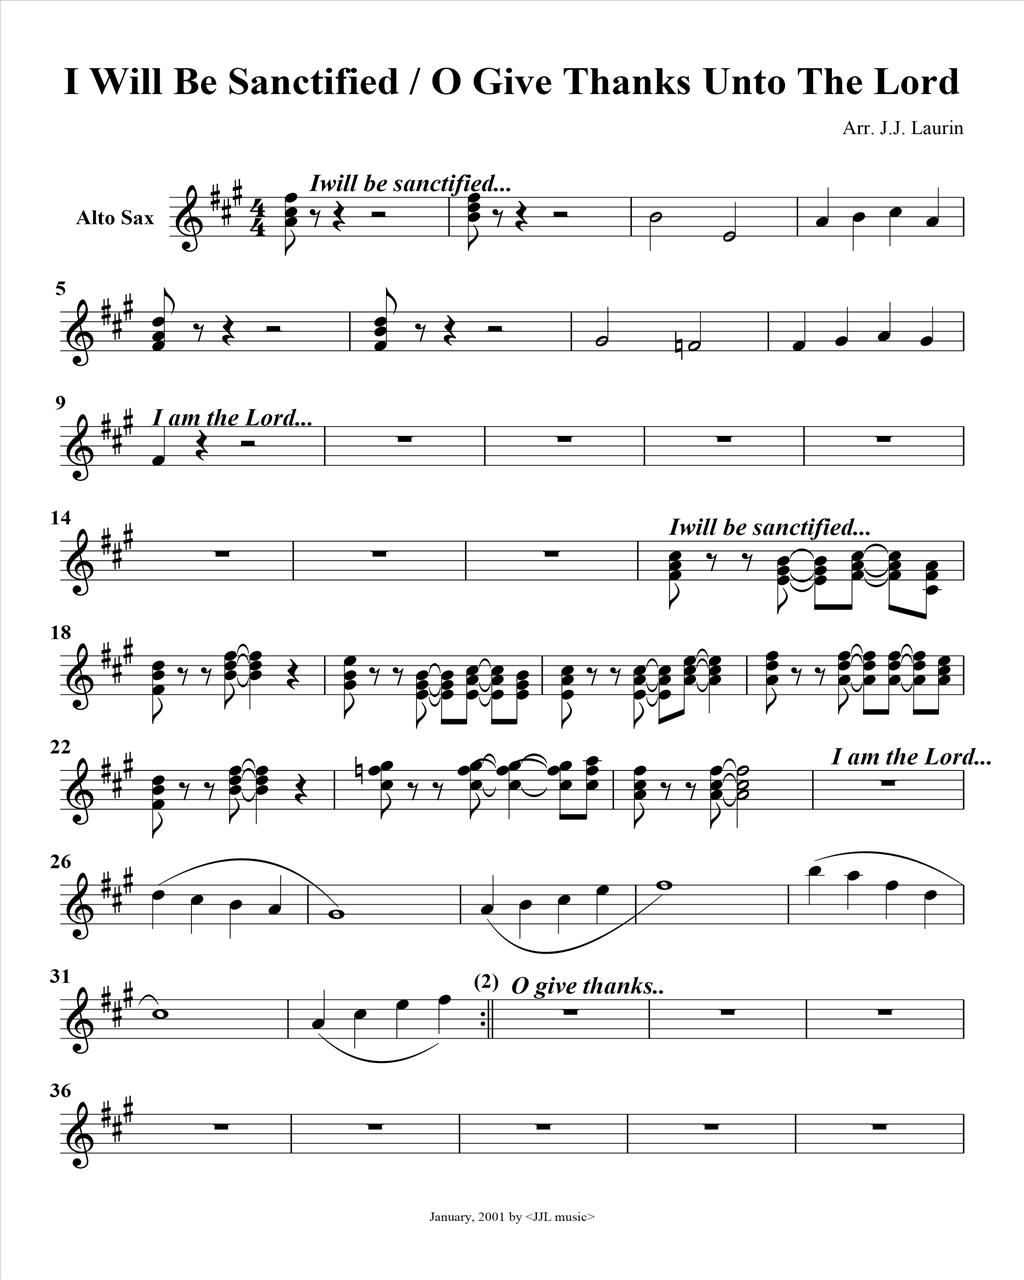 I Will Be Sanctified / O Give Thanks Unto The Lord
Arr. J.J. Laurin
Iwill be sanctified...
Alto Sax
5
9
I am the Lord...
14
Iwill be sanctified...
18
22
I am the Lord...
26
31
(2) O give thanks..
36
January, 2001 by <JJL music>